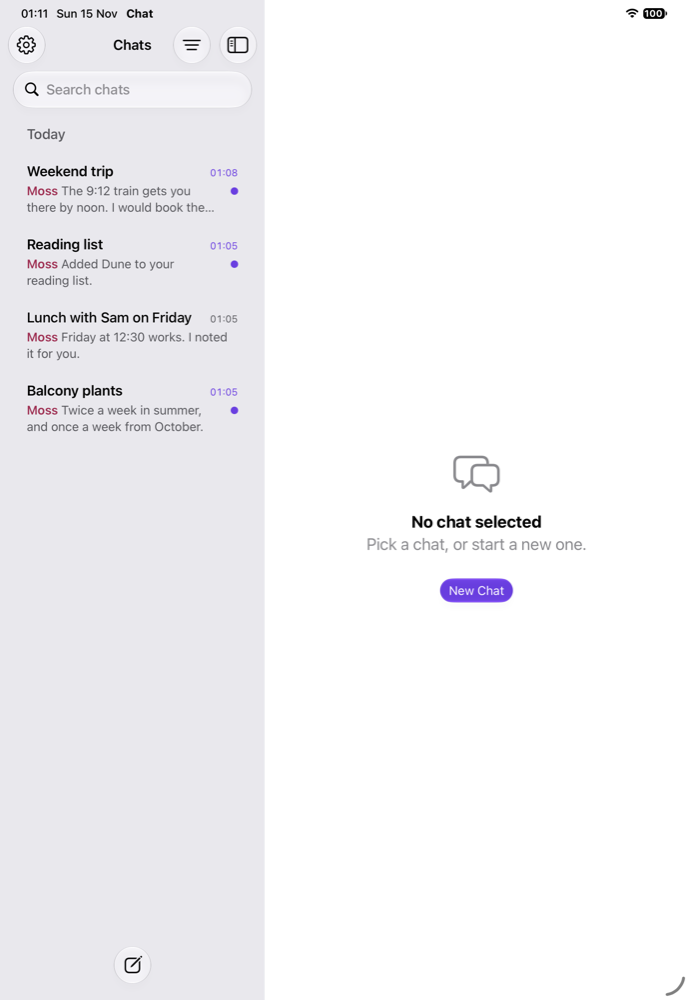 01:11 Sun 15 Nov Chat
100
Chats
Search chats
Today
Weekend trip 01:08
Moss The 9:12 train gets you
there by noon. I would book the...
Reading list 01:05
Moss Added Dune to your
reading list.
Lunch with Sam on Friday 01:05
Moss Friday at 12:30 works. I noted
it for you.
Balcony plants 01:05
Moss Twice a week in summer,
and once a week from October.
No chat selected
Pick a chat, or start a new one.
New Chat